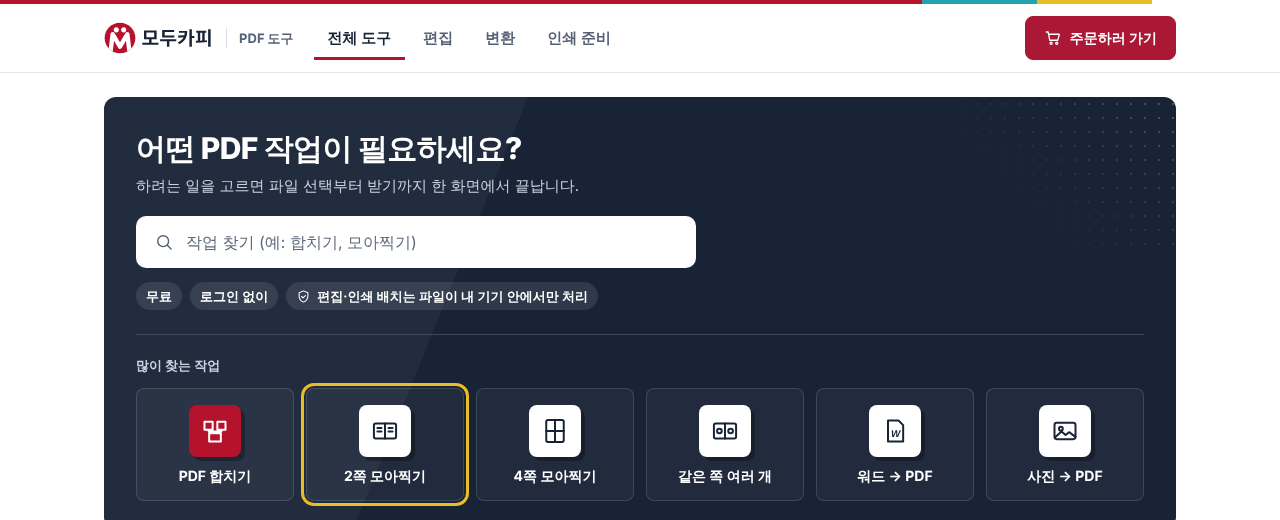 모두카피 PDF 도구 전체 도구 편집 변환 인쇄 준비 주문하러 가기
어떤 PDF 작업이 필요하세요?
하려는 일을 고르면 파일 선택부터 받기까지 한 화면에서 끝납니다.
작업 찾기 (예: 합치기, 모아찍기)
무료 로그인 없이 편집·인쇄 배치는 파일이 내 기기 안에서만 처리
많이 찾는 작업
PDF 합치기 2쪽 모아찍기 4쪽 모아찍기 같은 쪽 여러 개 워드 → PDF 사진 → PDF